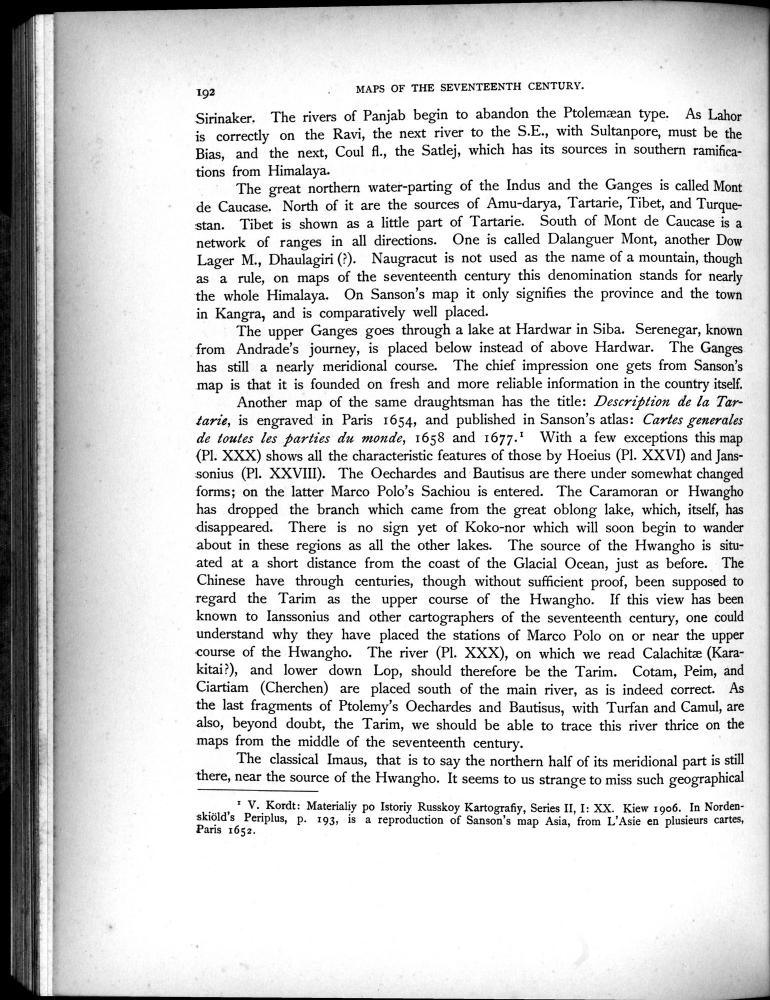 192 MAPS OF THE SEVENTEENTH CENTURY.
Sirinaker. The rivers of Panjab begin to abandon the Ptolemæan type. As Lahor
is correctly on the Ravi, the next river to the S.E., with Sultanpore, must be the
Bias, and the next, Coul fl., the Satlej, which has its sources in southern ramifica-
tions from Himalaya.
The great northern water-parting of the Indus and the Ganges is called Mont
de Caucase. North of it are the sources of Amu-darya, Tartarie, Tibet, and Turque-
stan. Tibet is shown as a little part of Tartarie. South of Mont de Caucase is a
network of ranges in all directions. One is called Dalanguer Mont, another Dow
Lager M., Dhaulagiri (?). Naugracut is not used as the name of a mountain, though
as a rule, on maps of the seventeenth century this denomination stands for nearly
the whole Himalaya. On Sanson's map it only signifies the province and the town
in Kangra, and is comparatively well placed.
The upper Ganges goes through a lake at Hardwar in Siba. Serenegar, known
from Andrade's journey, is placed below instead of above Hardwar. The Ganges
has still a nearly meridional course. The chief impression one gets from Sanson's
map is that it is founded on fresh and more reliable information in the country itself.
Another map of the same draughtsman has the title: Description de la Tar-
tarie, is engraved in Paris 1654, and published in Sanson's atlas: Cartes generales
de toutes les parties du monde, 1658 and 1677.¹ With a few exceptions this map
(Pl. XXX) shows all the characteristic features of those by Hoeius (Pl. XXVI) and Jans-
sonius (Pl. XXVIII). The Oechardes and Bautisus are there under somewhat changed
forms; on the latter Marco Polo's Sachiou is entered. The Caramoran or Hwangho
has dropped the branch which came from the great oblong lake, which, itself, has
disappeared. There is no sign yet of Koko-nor which will soon begin to wander
about in these regions as all the other lakes. The source of the Hwangho is situ-
ated at a short distance from the coast of the Glacial Ocean, just as before. The
Chinese have through centuries, though without sufficient proof, been supposed to
regard the Tarim as the upper course of the Hwangho. If this view has been
known to Ianssonius and other cartographers of the seventeenth century, one could
understand why they have placed the stations of Marco Polo on or near the upper
course of the Hwangho. The river (Pl. XXX), on which we read Calachitæ (Kara-
kitai?), and lower down Lop, should therefore be the Tarim. Cotam, Peim, and
Ciartiam (Cherchen) are placed south of the main river, as is indeed correct. As
the last fragments of Ptolemy's Oechardes and Bautisus, with Turfan and Camul, are
also, beyond doubt, the Tarim, we should be able to trace this river thrice on the
maps from the middle of the seventeenth century.
The classical Imaus, that is to say the northern half of its meridional part is still
there, near the source of the Hwangho. It seems to us strange to miss such geographical
¹ V. Kordt: Materialiy po Istoriy Russkoy Kartografiy, Series II, I: XX. Kiew 1906. In Norden-
skiöld's Periplus, p. 193, is a reproduction of Sanson's map Asia, from L'Asie en plusieurs cartes,
Paris 1652.